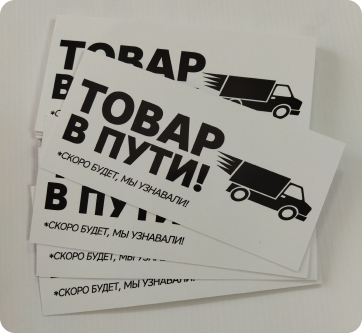 ТОВАР
В
ТОВАР
В ПУТИ!
*СКОРО БУДЕТ, МЫ УЗНАВАЛИ!
В ПУТИ
*СКОРО БУДЕТ, МЫ УЗНАВАЛИ!
*СКОРО БУДЕТ, МЫ УЗНАВАЛИ!
*СКОРО БУДЕТ, МЫ УЗНАВАЛИ!